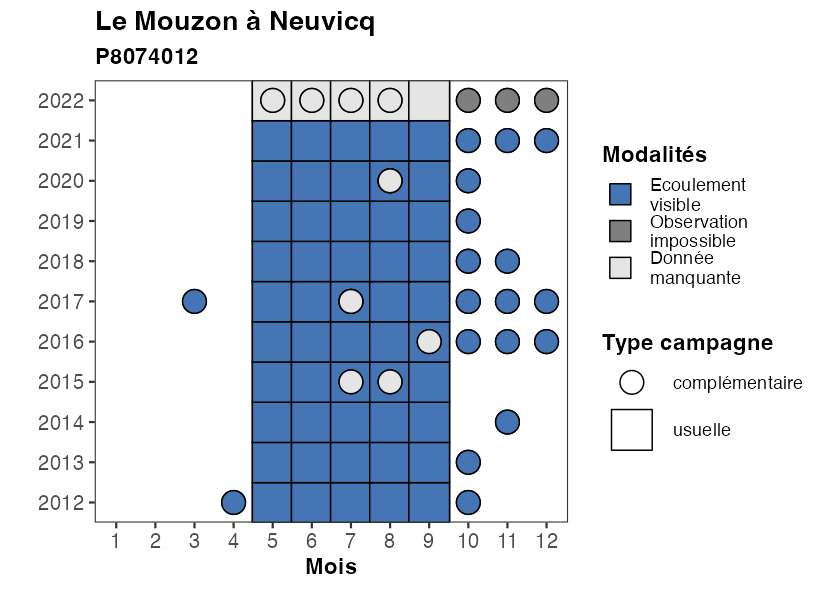 Le Mouzon à Neuvicq
P8074012
2022
2021
2020
2019
2018
2017
2016
2015
2014
2013
2012
1 2 3 4 5 6 7 8 9 10 11 12
Mois
Modalités
Ecoulement
visible
Observation
impossible
Donnée
manquante
Type campagne
complémentaire
usuelle